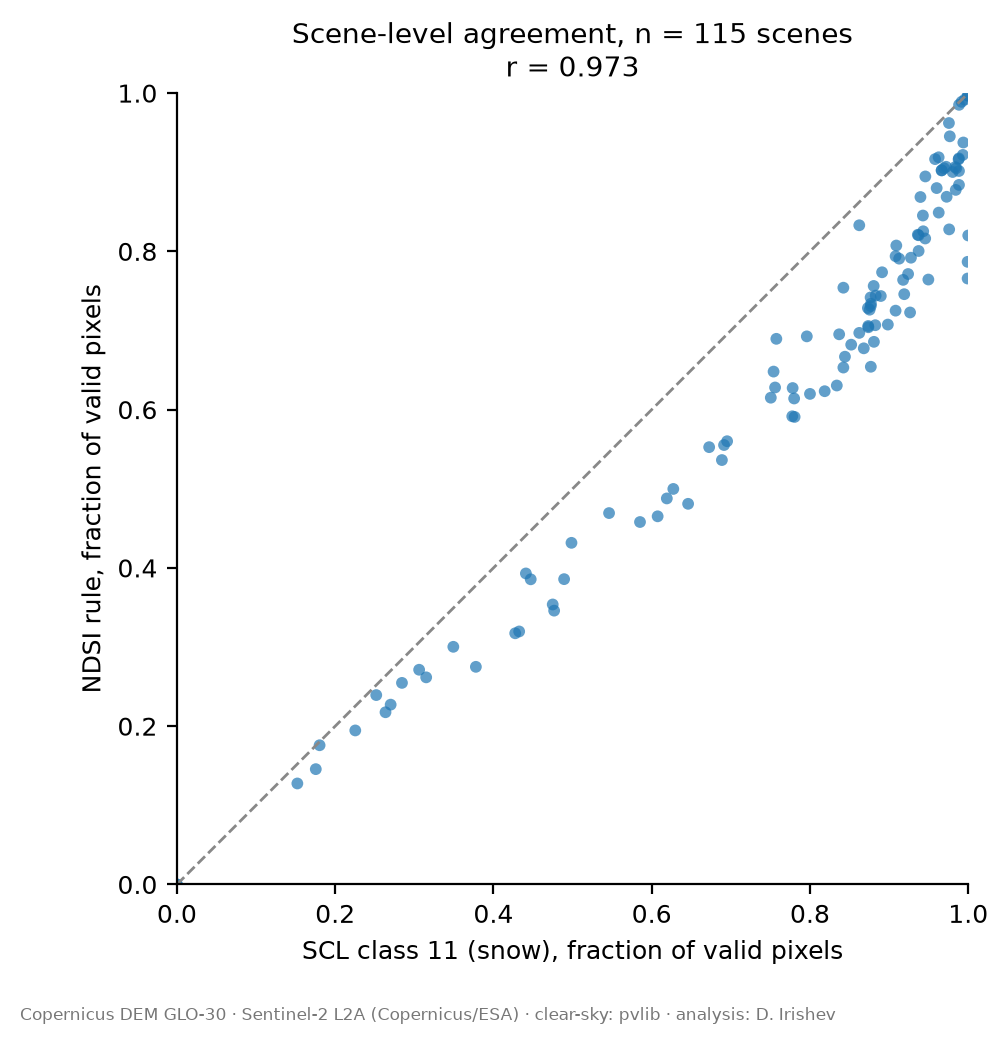 Scene-level agreement, n = 115 scenes
r = 0.973
1.0
0.8
0.6
0.4
0.2
0.0
NDSI rule, fraction of valid pixels
0.0 0.2 0.4 0.6 0.8 1.0
SCL class 11 (snow), fraction of valid pixels
Copernicus DEM GLO-30 · Sentinel-2 L2A (Copernicus/ESA) · clear-sky: pvlib · analysis: D. Irishev